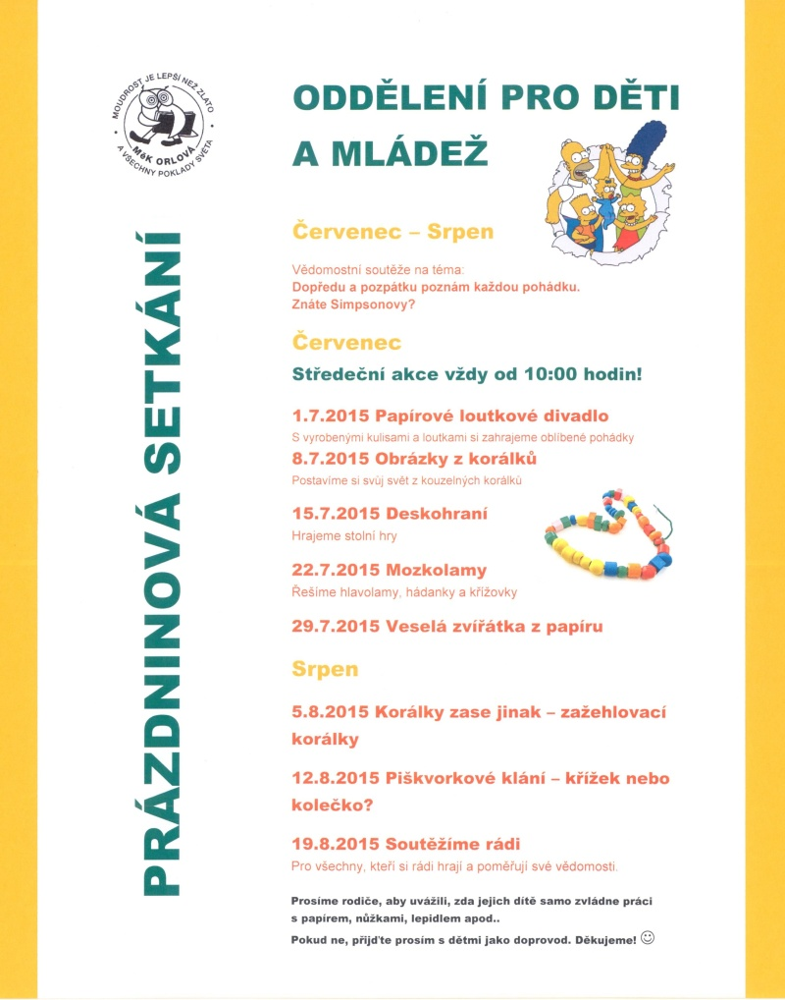 MOUDROST JE LEPŠÍ NEŽ ZLATO
A VŠECHNY POKLADY SVĚTA
MěK ORLOVÁ
PRÁZDNINOVÁ SETKÁNÍ
ODDĚLENÍ PRO DĚTI
A MLÁDEŽ
Červenec – Srpen
Vědomostní soutěže na téma:
Dopředu a pozpátku poznám každou pohádku.
Znáte Simpsonovy?
Červenec
Středeční akce vždy od 10:00 hodin!
1.7.2015 Papírové loutkové divadlo
S vyrobenými kulisami a loutkami si zahrajeme oblíbené pohádky
8.7.2015 Obrázky z korálků
Postavíme si svůj svět z kouzelných korálků
15.7.2015 Deskohraní
Hrajeme stolní hry
22.7.2015 Mozkolamy
Řešíme hlavolamy, hádanky a křížovky
29.7.2015 Veselá zvířátka z papíru
Srpen
5.8.2015 Korálky zase jinak – zažehlovací
korálky
12.8.2015 Piškvorkové klání – křížek nebo
kolečko?
19.8.2015 Soutěžíme rádi
Pro všechny, kteří si rádi hrají a poměřují své vědomosti.
Prosíme rodiče, aby uvážili, zda jejich dítě samo zvládne práci
s papírem, nůžkami, lepidlem apod..
Pokud ne, přijďte prosím s dětmi jako doprovod. Děkujeme! ☺